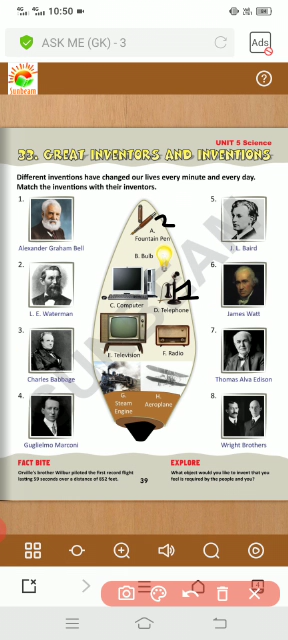 10:50
ASK ME (GK) - 3
Ads
Sunbeam
UNIT 5 Science
33. GREAT INVENTORS AND INVENTIONS
Different inventions have changed our lives every minute and every day.
Match the inventions with their inventors.
1.
Alexander Graham Bell
2.
L. E. Waterman
3.
Charles Babbage
4.
Guglielmo Marconi
2
A.
Fountain Pen
B. Bulb
C. Computer
1
D. Telephone
E. Television
F. Radio
G.
Steam
Engine
H.
Aeroplane
5.
J. L. Baird
6.
James Watt
7.
Thomas Alva Edison
8.
Wright Brothers
FACT BITE
Orville's brother Wilbur piloted the first record flight
lasting 59 seconds over a distance of 852 feet.
39
EXPLORE
What object would you like to invent that you
feel is required by the people and you?